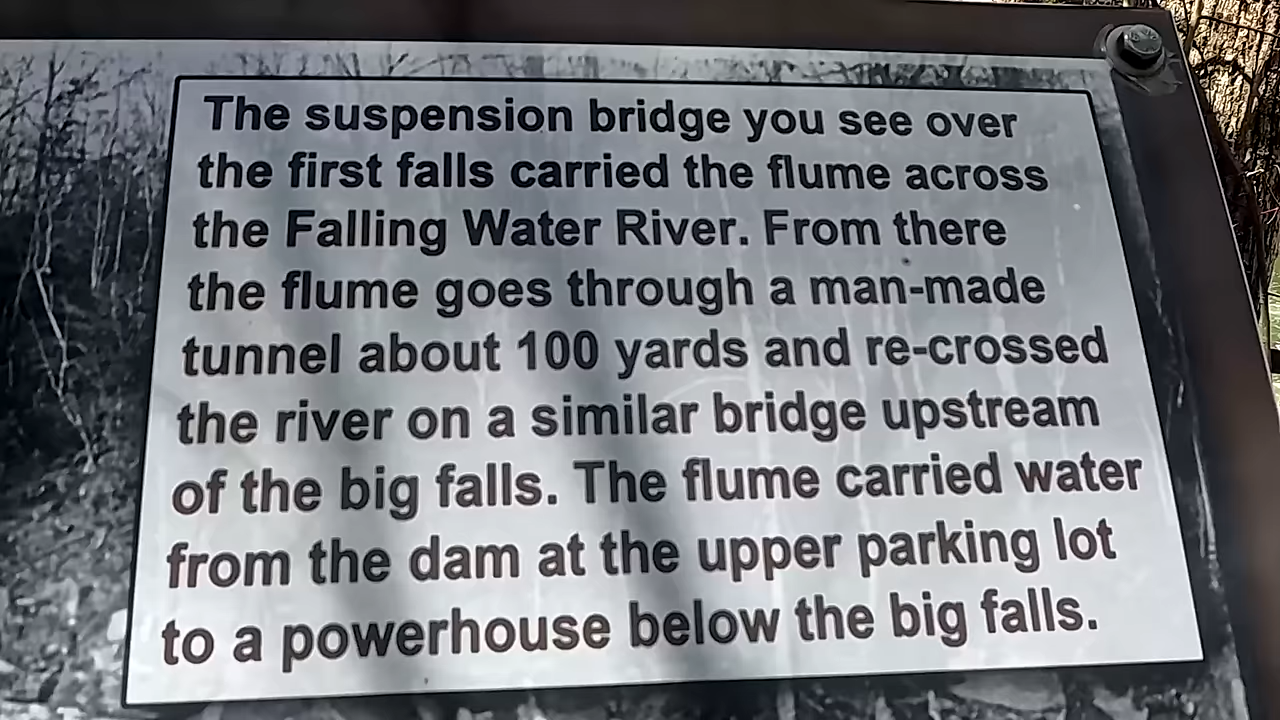 The suspension bridge you see over
the first falls carried the flume across
the Falling Water River. From there
the flume goes through a man-made
tunnel about 100 yards and re-crossed
the river on a similar bridge upstream
of the big falls. The flume carried water
from the dam at the upper parking lot
to a powerhouse below the big falls.